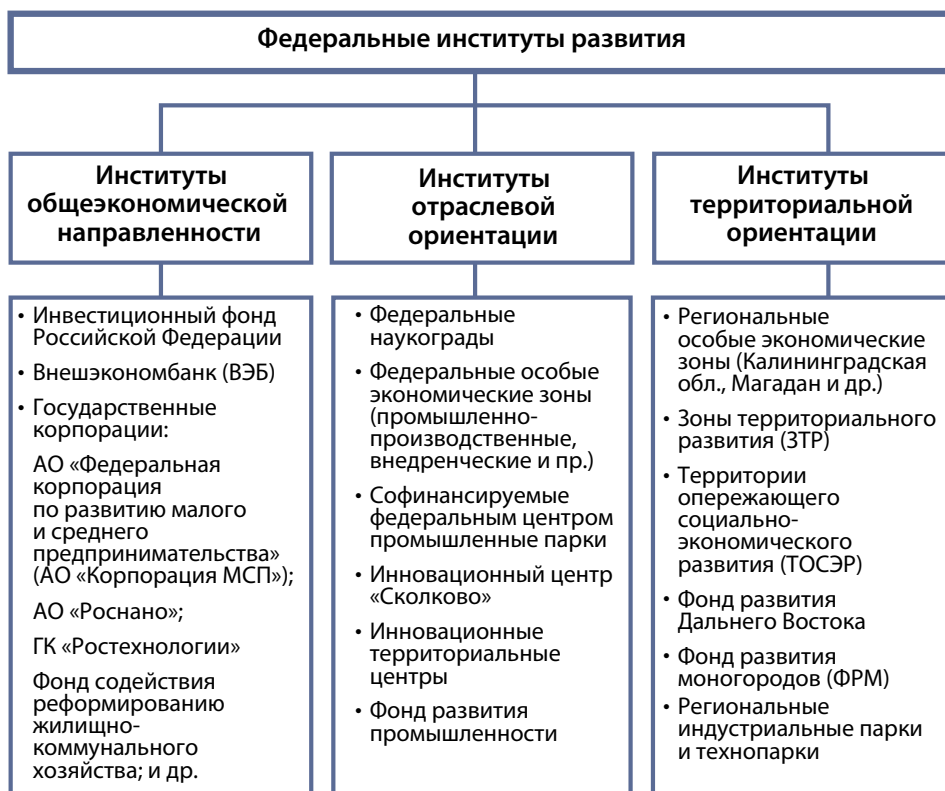 Федеральные институты развития
Институты
общеэкономической
направленности
Институты
отраслевой
ориентации
Институты
территориальной
ориентации
• Инвестиционный фонд
Российской Федерации
• Внешэкономбанк (ВЭБ)
• Государственные
корпорации:
АО «Федеральная
корпорация
по развитию малого
и среднего
предпринимательства»
(АО «Корпорация МСП»);
АО «Роснано»;
ГК «Ростехнологии»
Фонд содействия
реформированию
жилищно-
коммунального
хозяйства; и др.
• Федеральные
наукограды
• Федеральные особые
экономические зоны
(промышленно-
производственные,
внедренческие и пр.)
• Софинансируемые
федеральным центром
промышленные парки
• Инновационный центр
«Сколково»
• Инновационные
территориальные
центры
• Фонд развития
промышленности
• Региональные
особые экономические
зоны (Калининградская
обл., Магадан и др.)
• Зоны территориального
развития (ЗТР)
• Территории
опережающего
социально-
экономического
развития (ТОСЭР)
• Фонд развития
Дальнего Востока
• Фонд развития
моногородов (ФРМ)
• Региональные
индустриальные парки
и технопарки